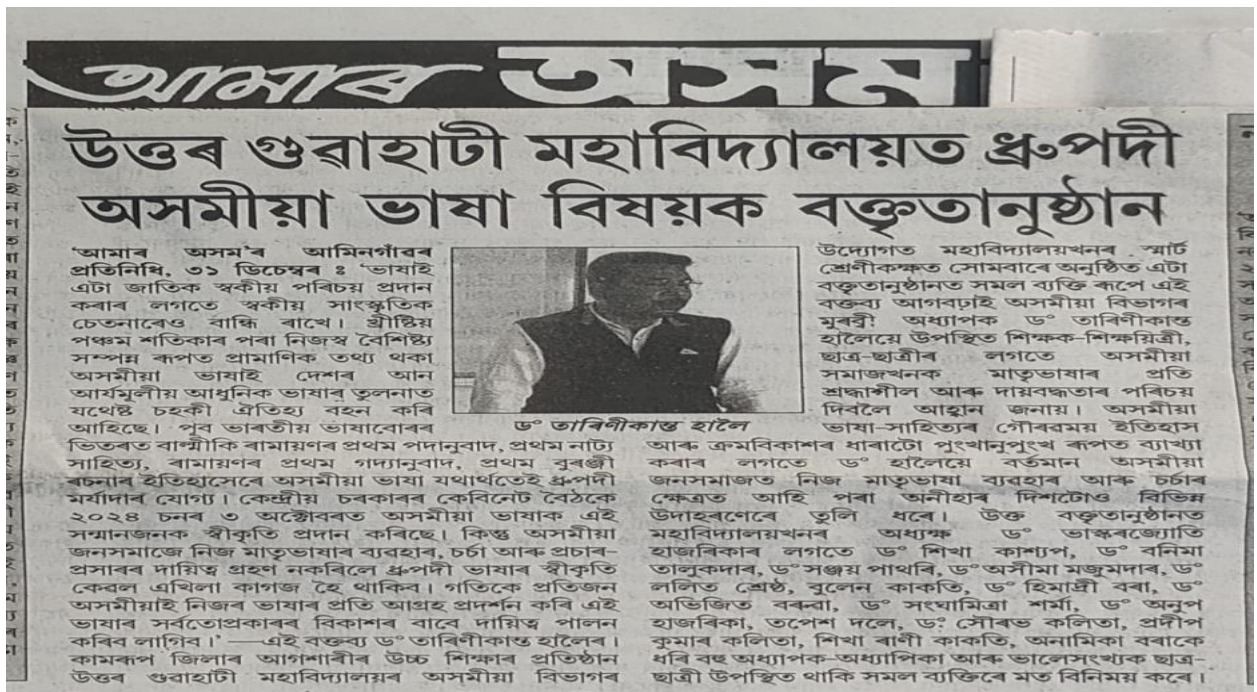 আমাৰ অসম
উত্তৰ গুৱাহাটী মহাবিদ্যালয়ত ধ্ৰুপদী
অসমীয়া ভাষা বিষয়ক বক্তৃতানুষ্ঠান
'আমাৰ অসম'ৰ আমিনগাঁৱৰ
প্ৰতিনিধি, ৩১ ডিচেম্বৰ ঃ 'ভাষাই
এটা জাতিক স্বকীয় পৰিচয় প্ৰদান
কৰাৰ লগতে স্বকীয় সাংস্কৃতিক
চেতনাৰেও বান্ধি ৰাখে। খ্ৰীষ্টিয়
পঞ্চম শতিকাৰ পৰা নিজস্ব বৈশিষ্ট্য
সম্পন্ন ৰূপত প্ৰামাণিক তথ্য থকা
অসমীয়া ভাষাই দেশৰ আন
আৰ্যমূলীয় আধুনিক ভাষাৰ তুলনাত
যথেষ্ট চহকী ঐতিহ্য বহন কৰি
আহিছে। পূব ভাৰতীয় ভাষাবোৰৰ
ভিতৰত বাল্মীকি ৰামায়ণৰ প্ৰথম পদানুবাদ, প্ৰথম নাট্য
সাহিত্য, ৰামায়ণৰ প্ৰথম গদ্যানুবাদ, প্ৰথম বুৰঞ্জী
ৰচনাৰ ইতিহাসেৰে অসমীয়া ভাষা যথাৰ্থতেই ধ্ৰুপদী
মৰ্যাদাৰ যোগ্য। কেন্দ্ৰীয় চৰকাৰৰ কেবিনেট বৈঠকে
২০২৪ চনৰ ৩ অক্টোবৰত অসমীয়া ভাষাক এই
সন্মানজনক স্বীকৃতি প্ৰদান কৰিছে। কিন্তু অসমীয়া
জনসমাজে নিজ মাতৃভাষাৰ ব্যৱহাৰ, চৰ্চা আৰু প্ৰচাৰ-
প্ৰসাৰৰ দায়িত্ব গ্ৰহণ নকৰিলে ধ্ৰুপদী ভাষাৰ স্বীকৃতি
কেৱল এখিলা কাগজ হৈ থাকিব। গতিকে প্ৰতিজন
অসমীয়াই নিজৰ ভাষাৰ প্ৰতি আগ্ৰহ প্ৰদৰ্শন কৰি এই
ভাষাৰ সৰ্বতোপ্ৰকাৰৰ বিকাশৰ বাবে দায়িত্ব পালন
কৰিব লাগিব।' —এই বক্তব্য ড° তাৰিণীকান্ত হালৈৰ।
কামৰূপ জিলাৰ আগশাৰীৰ উচ্চ শিক্ষাৰ প্ৰতিষ্ঠান
উত্তৰ গুৱাহাটী মহাবিদ্যালয়ৰ অসমীয়া বিভাগৰ
ড° তাৰিণীকান্ত হালৈ
উদ্যোগত মহাবিদ্যালয়খনৰ স্মাৰ্ট
শ্ৰেণীকক্ষত সোমবাৰে অনুষ্ঠিত এটা
বক্তৃতানুষ্ঠানত সমল ব্যক্তি ৰূপে এই
বক্তব্য আগবঢ়াই অসমীয়া বিভাগৰ
মুৰব্বী অধ্যাপক ড° তাৰিণীকান্ত
হালৈয়ে উপস্থিত শিক্ষক-শিক্ষয়িত্ৰী,
ছাত্ৰ-ছাত্ৰীৰ লগতে অসমীয়া
সমাজখনক মাতৃভাষাৰ প্ৰতি
শ্ৰদ্ধাশীল আৰু দায়বদ্ধতাৰ পৰিচয়
দিবলৈ আহ্বান জনায়। অসমীয়া
ভাষা-সাহিত্যৰ গৌৰৱময় ইতিহাস
আৰু ক্ৰমবিকাশৰ ধাৰাটো পুংখানুপুংখ ৰূপত ব্যাখ্যা
কৰাৰ লগতে ড° হালৈয়ে বৰ্তমান অসমীয়া
জনসমাজত নিজ মাতৃভাষা ব্যৱহাৰ আৰু চৰ্চাৰ
ক্ষেত্ৰত আহি পৰা অনীহাৰ দিশটোও বিভিন্ন
উদাহৰণেৰে তুলি ধৰে। উক্ত বক্তৃতানুষ্ঠানত
মহাবিদ্যালয়খনৰ অধ্যক্ষ ড° ভাস্কৰজ্যোতি
হাজৰিকাৰ লগতে ড° শিখা কাশ্যপ, ড° বনিমা
তালুকদাৰ, ড° সঞ্জয় পাথৰি, ড° অসীমা মজুমদাৰ, ড°
ললিত শ্ৰেষ্ঠ, বুলেন কাকতি, ড° হিমাদ্ৰী বৰা, ড°
অভিজিত বৰুৱা, ড° সংঘামিত্ৰা শৰ্মা, ড° অনুপ
হাজৰিকা, তপেশ দলে, ড° সৌৰভ কলিতা, প্ৰদীপ
কুমাৰ কলিতা, শিখা ৰাণী কাকতি, অনামিকা বৰাকে
ধৰি বহু অধ্যাপক-অধ্যাপিকা আৰু ভালেসংখ্যক ছাত্ৰ-
ছাত্ৰী উপস্থিত থাকি সমল ব্যক্তিৰে মত বিনিময় কৰে।